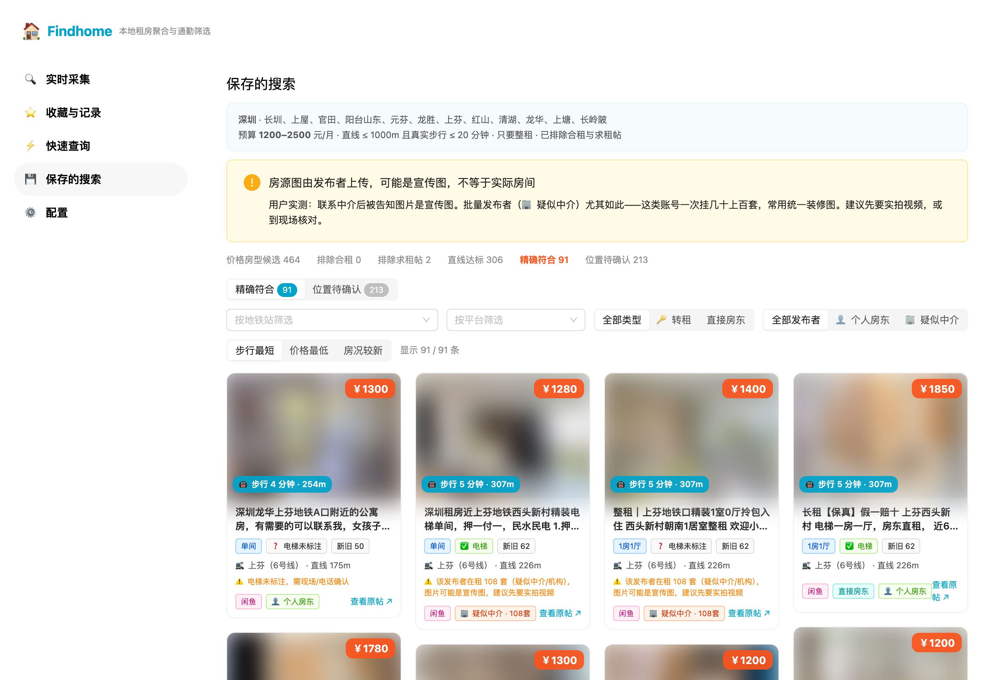 Findhome 本地租房聚合与通勤筛选
实时采集
收藏与记录
快速查询
保存的搜索
配置
保存的搜索
深圳 · 长圳、上屋、官田、阳台山东、元芬、龙胜、上芬、红山、清湖、龙华、上塘、长岭陂
预算 1200–2500 元/月 · 直线 ≤ 1000m 且真实步行 ≤ 20 分钟 · 只要整租 · 已排除合租与求租帖
房源图由发布者上传，可能是宣传图，不等于实际房间
用户实测：联系中介后被告知图片是宣传图。批量发布者（🏢 疑似中介）尤其如此——这类账号一次挂几十上百套，常用统一装修图。建议先要实拍视频，或
到现场核对。
价格房型候选 464 排除合租 0 排除求租帖 2 直线达标 306 精确符合 91 位置待确认 213
精确符合 91 位置待确认 213
按地铁站筛选 按平台筛选 全部类型 🔑 转租 直接房东 全部发布者 👤 个人房东 🏢 疑似中介
步行最短 价格最低 房况较新 显示 91 / 91 条
¥1300
步行 4 分钟 · 254m
深圳龙华上芬地铁A口附近的公寓
房，有需要的可以联系我，女孩子...
单间 ❓ 电梯未标注 新旧 50
上芬（6号线） · 直线 175m
⚠️ 电梯未标注，需现场/电话确认
闲鱼 👤 个人房东 查看原帖 ↗
¥1280
步行 5 分钟 · 307m
深圳租房近上芬地铁西头新村精装电
梯单间，押一付一，民水民电 1.押...
单间 ✅ 电梯 新旧 62
上芬（6号线） · 直线 226m
⚠️ 该发布者在租 108 套（疑似中介/机构），
图片可能是宣传图，建议先要实拍视频
闲鱼 🏢 疑似中介 · 108套 查看原帖 ↗
¥1400
步行 5 分钟 · 307m
整租｜上芬地铁口精装1室0厅拎包入
住 西头新村朝南1居室整租 欢迎小...
1房1厅 ❓ 电梯未标注 新旧 62
上芬（6号线） · 直线 226m
⚠️ 该发布者在租 108 套（疑似中介/机构），
图片可能是宣传图，建议先要实拍视频
闲鱼 🏢 疑似中介 · 108套 查看原帖 ↗
¥1850
步行 5 分钟 · 307m
长租【保真】假一赔十 上芬西头新
村 电梯一房一厅，房东直租， 近6...
1房1厅 ✅ 电梯 新旧 62
上芬（6号线） · 直线 226m
闲鱼 直接房东 👤 个人房东 查看原
帖 ↗
¥1780
¥1300
¥1200
¥1200